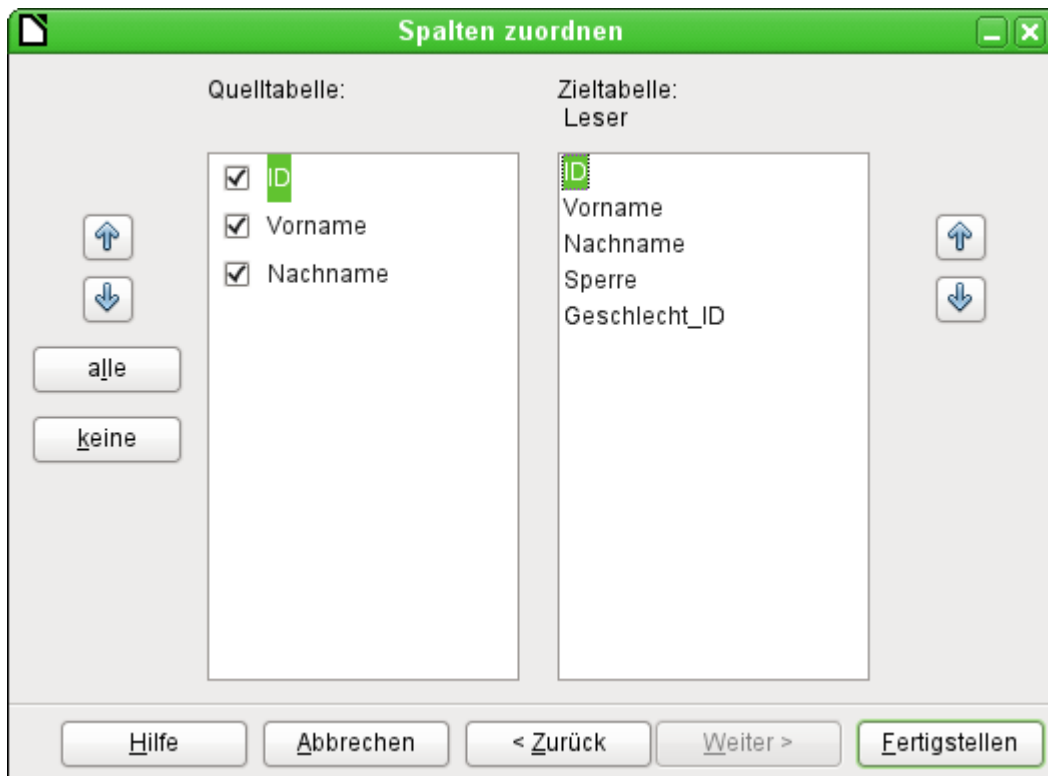 Spalten zuordnen
Quelltabelle:
Zieltabelle:
Leser
ID
Vorname
Nachname
ID
Vorname
Nachname
Sperre
Geschlecht_ID
alle
keine
Hilfe
Abbrechen
< Zurück
Weiter >
Fertigstellen